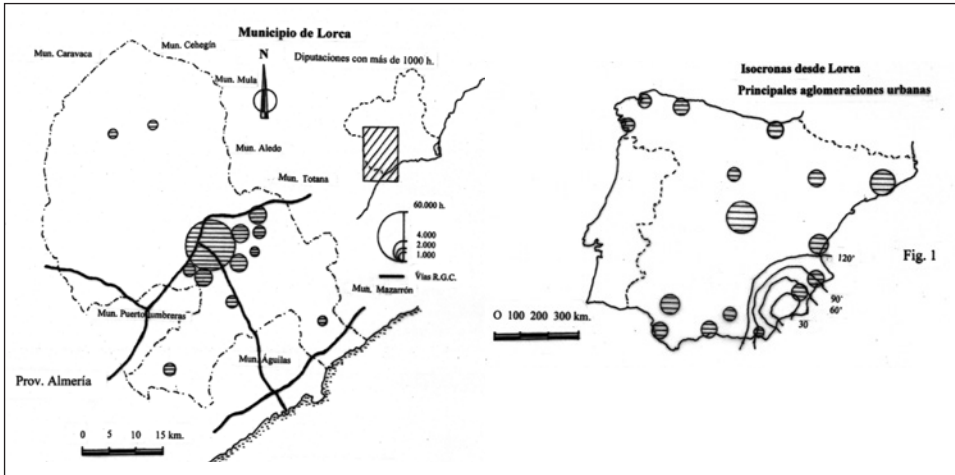 Municipio de Lorca
Mun. Cehegín
Mun. Caravaca
N
Diputaciones con más de 1000 h.
Mun. Mula
Mun. Aledo
Mun. Totana
60.000 h.
4.000
2.000
1.000
Vías R.G.C.
Mun. Mazarrón
Mun. Puerto lumbreras
Mun. Águilas
Prov. Almería
0 5 10 15 km.
Isocronas desde Lorca
Principales aglomeraciones urbanas
Fig. 1
120'
90'
60'
30
O 100 200 300 km.